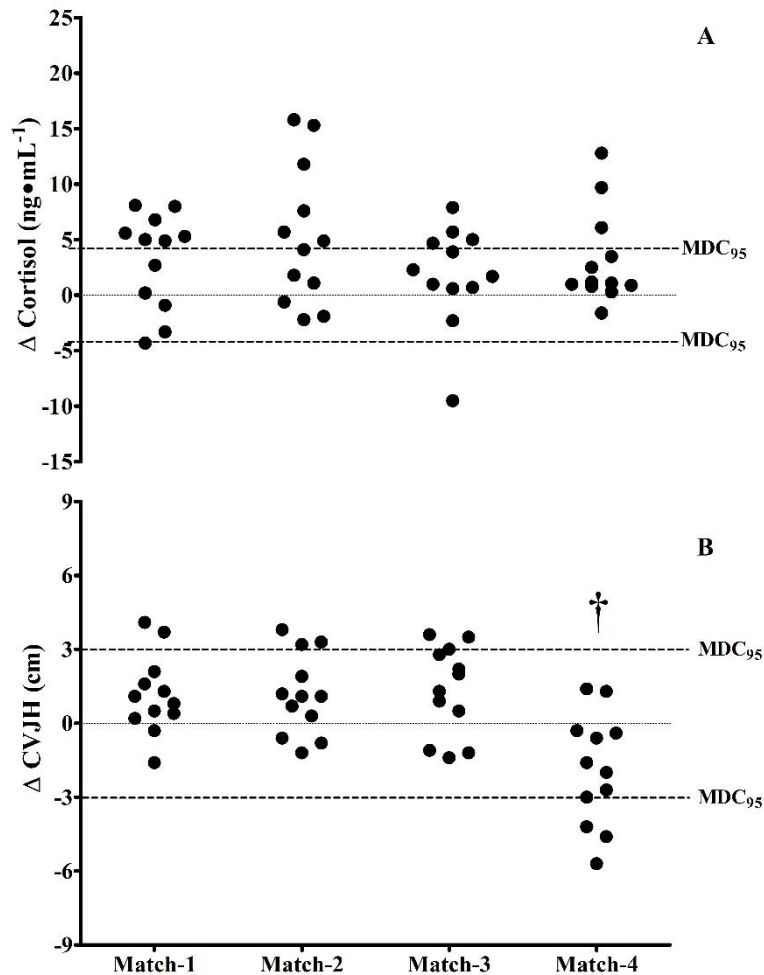 A
25
20
15
10
5
0
-5
-10
-15
Δ Cortisol (ng●mL⁻¹)
MDC₉₅
MDC₉₅
B
9
6
3
0
-3
-6
-9
Δ CVJH (cm)
†
MDC₉₅
MDC₉₅
Match-1 Match-2 Match-3 Match-4